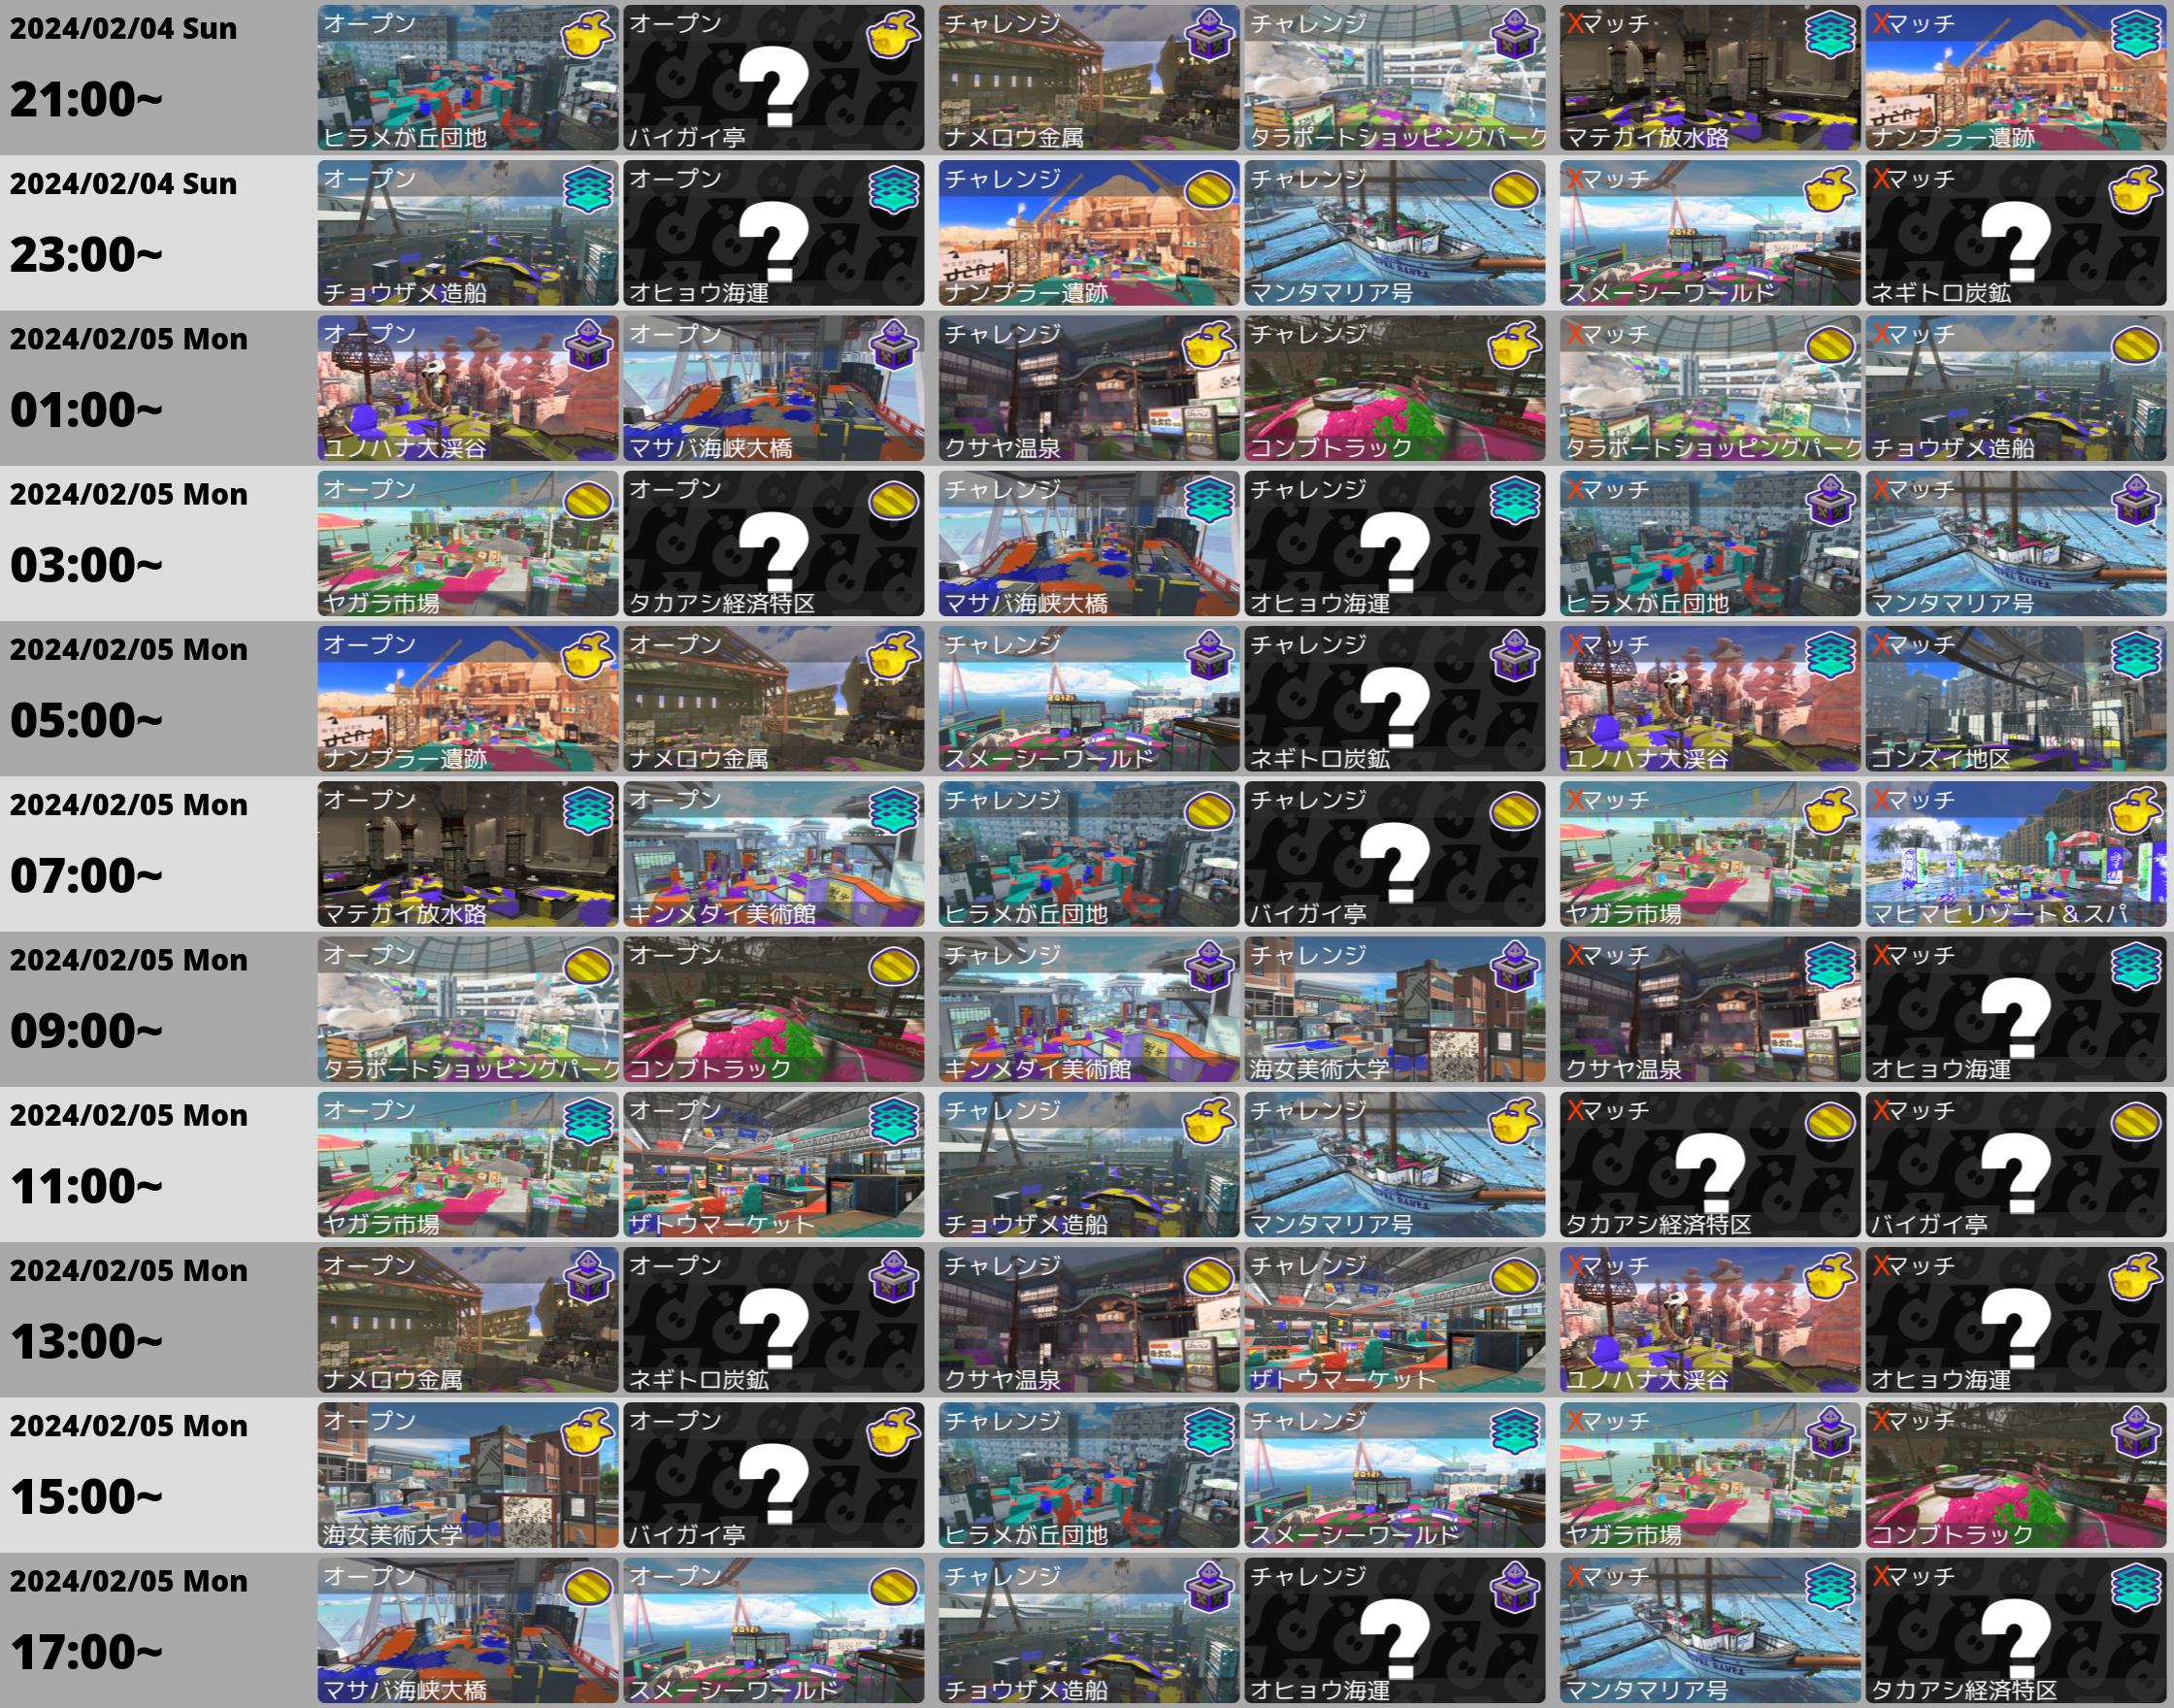 2024/02/04 Sun
21:00~
オープン
ヒラメが丘団地
オープン
バイガイ亭
チャレンジ
ナメロウ金属
チャレンジ
タラポートショッピングパーク
Xマッチ
マテガイ放水路
Xマッチ
ナンプラー遺跡
2024/02/04 Sun
23:00~
オープン
チョウザメ造船
オープン
オヒョウ海運
チャレンジ
ナンプラー遺跡
チャレンジ
マンタマリア号
Xマッチ
スメーシーワールド
Xマッチ
ネギトロ炭鉱
2024/02/05 Mon
01:00~
オープン
ユノハナ大渓谷
オープン
マサバ海峡大橋
チャレンジ
クサヤ温泉
チャレンジ
コンブトラック
Xマッチ
タラポートショッピングパーク
Xマッチ
チョウザメ造船
2024/02/05 Mon
03:00~
オープン
ヤガラ市場
オープン
タカアシ経済特区
チャレンジ
マサバ海峡大橋
チャレンジ
オヒョウ海運
Xマッチ
ヒラメが丘団地
Xマッチ
マンタマリア号
2024/02/05 Mon
05:00~
オープン
ナンプラー遺跡
オープン
ナメロウ金属
チャレンジ
スメーシーワールド
チャレンジ
ネギトロ炭鉱
Xマッチ
ユノハナ大渓谷
Xマッチ
ゴンズイ地区
2024/02/05 Mon
07:00~
オープン
マテガイ放水路
オープン
キンメダイ美術館
チャレンジ
ヒラメが丘団地
チャレンジ
バイガイ亭
Xマッチ
ヤガラ市場
Xマッチ
マヒマヒリゾート＆スパ
2024/02/05 Mon
09:00~
オープン
タラポートショッピングパーク
オープン
コンブトラック
チャレンジ
キンメダイ美術館
チャレンジ
海女美術大学
Xマッチ
クサヤ温泉
Xマッチ
オヒョウ海運
2024/02/05 Mon
11:00~
オープン
ヤガラ市場
オープン
ザトウマーケット
チャレンジ
チョウザメ造船
チャレンジ
マンタマリア号
Xマッチ
タカアシ経済特区
Xマッチ
バイガイ亭
2024/02/05 Mon
13:00~
オープン
ナメロウ金属
オープン
ネギトロ炭鉱
チャレンジ
クサヤ温泉
チャレンジ
ザトウマーケット
Xマッチ
ユノハナ大渓谷
Xマッチ
オヒョウ海運
2024/02/05 Mon
15:00~
オープン
海女美術大学
オープン
バイガイ亭
チャレンジ
ヒラメが丘団地
チャレンジ
スメーシーワールド
Xマッチ
ヤガラ市場
Xマッチ
コンブトラック
2024/02/05 Mon
17:00~
オープン
マサバ海峡大橋
オープン
スメーシーワールド
チャレンジ
チョウザメ造船
チャレンジ
オヒョウ海運
Xマッチ
マンタマリア号
Xマッチ
タカアシ経済特区